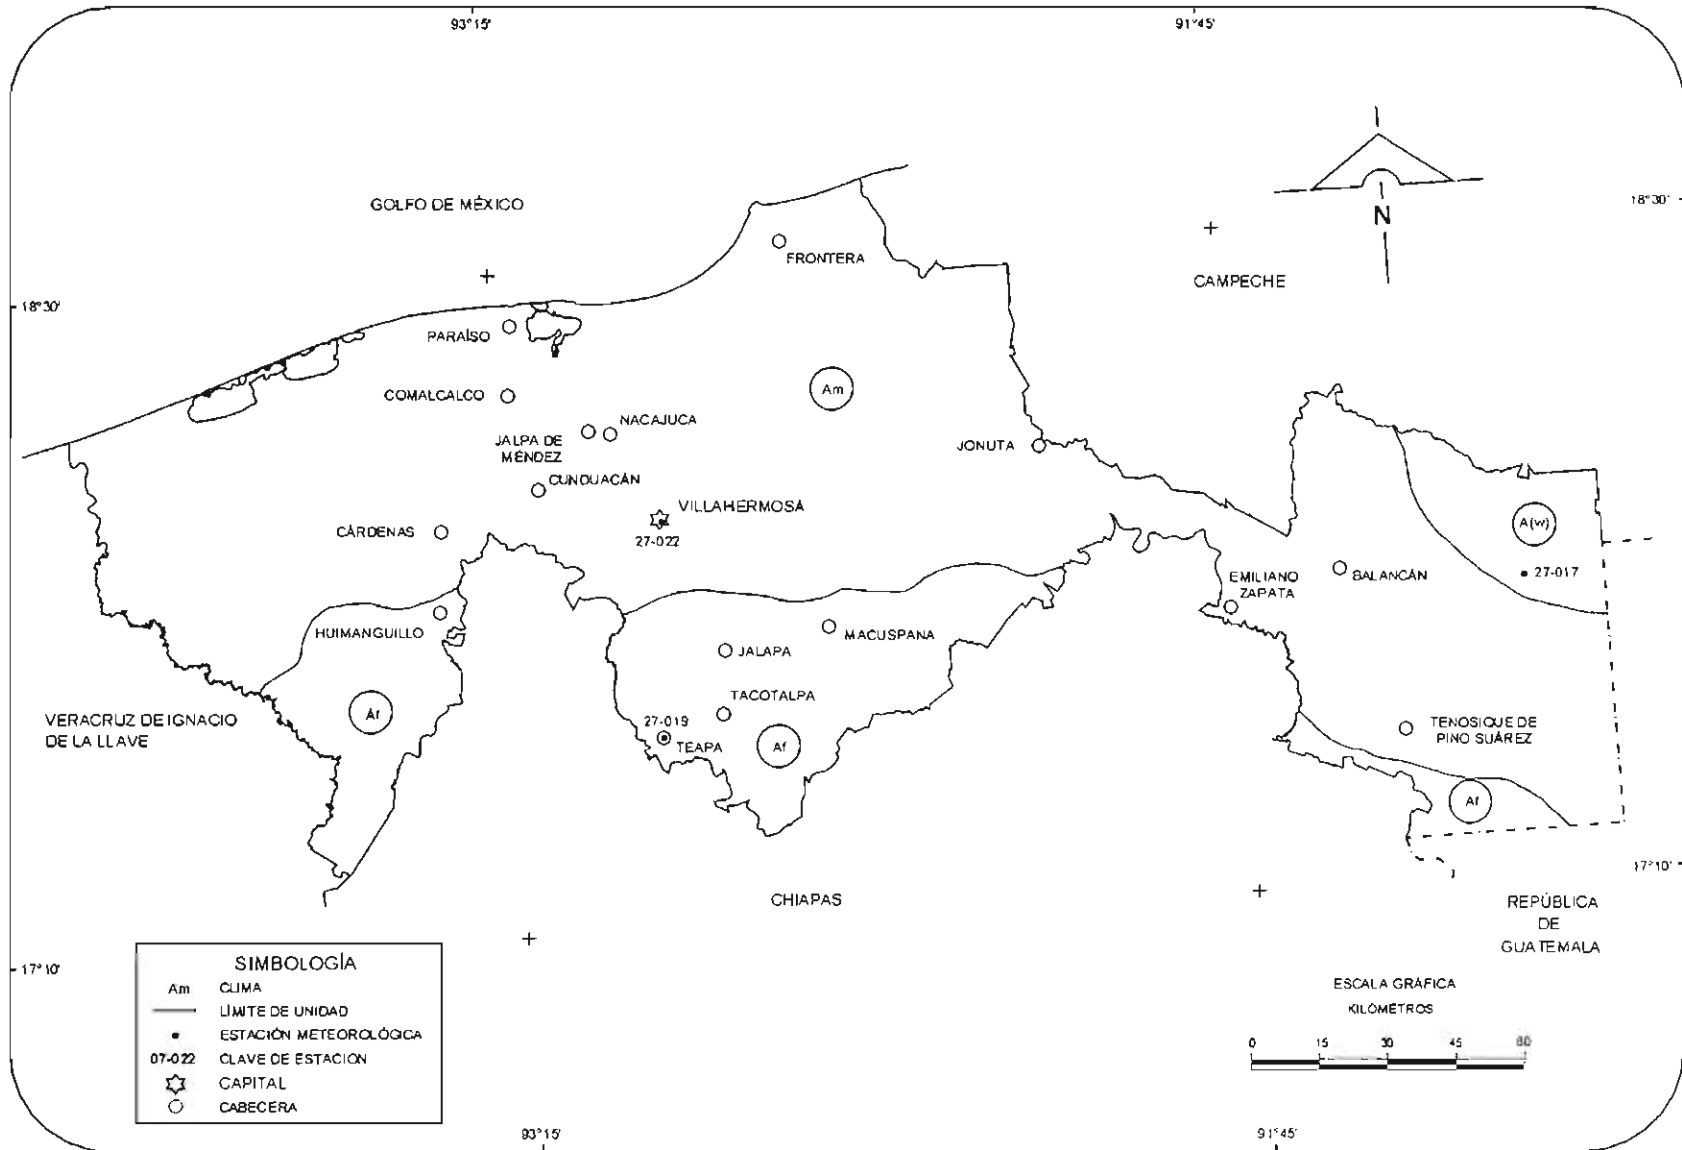 93°15'
91°45'
GOLFO DE MÉXICO
18°30'
N
FRONTERA
CAMPECHE
18°30'
PARAÍSO
Am
COMALCALCO
NACAJUCA
JALPA DE
MÉNDEZ
JONUTA
CUNDUACÁN
VILLAHERMOSA
A(w)
CÁRDENAS
27-022
EMILIANO
ZAPATA
BALANCÁN
27-017
HUIMANGUILLO
MACUSPANA
JALAPA
TACOTALPA
Af
VERACRUZ DE IGNACIO
DE LA LLAVE
27-019
TEAPA
Af
TENOSIQUE DE
PINO SUÁREZ
Af
17°10'
CHIAPAS
REPÚBLICA
DE
GUATEMALA
17°10'
SIMBOLOGÍA
Am CLIMA
LÍMITE DE UNIDAD
ESTACIÓN METEOROLÓGICA
07-022 CLAVE DE ESTACION
CAPITAL
CABECERA
ESCALA GRÁFICA
KILÓMETROS
0 15 30 45 60
93°15'
91°45'